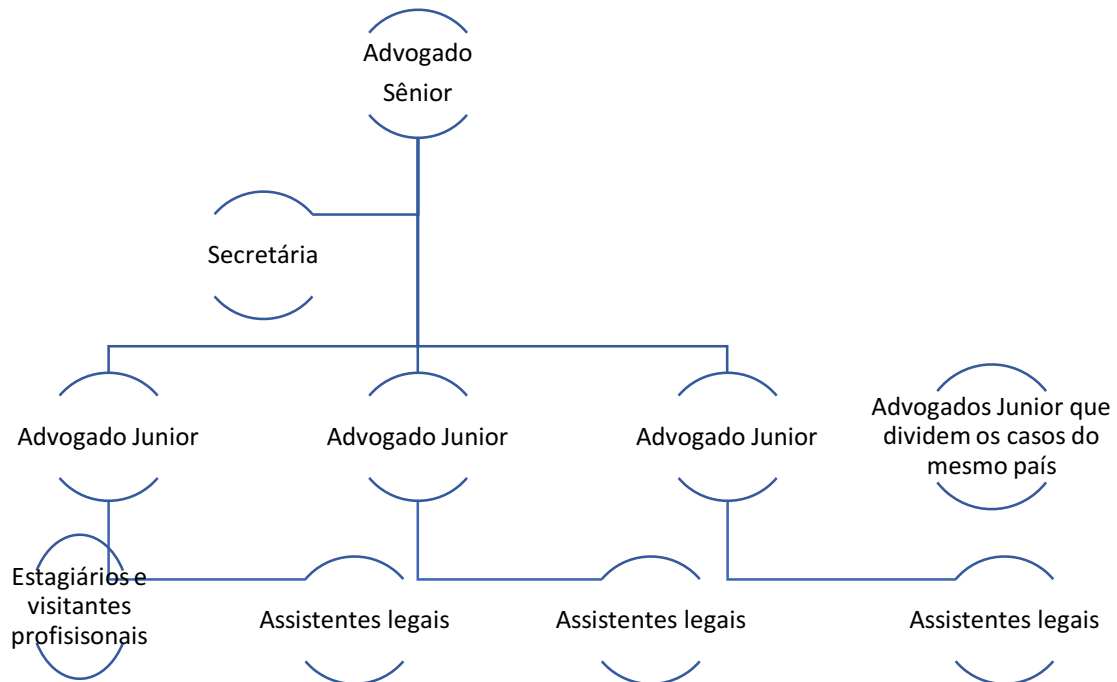 Advogado
Sênior
Secretária
Advogado Junior
Advogado Junior
Advogado Junior
Advogados Junior que
dividem os casos do
mesmo país
Estagiários e
visitantes
profisisonais
Assistentes legais
Assistentes legais
Assistentes legais